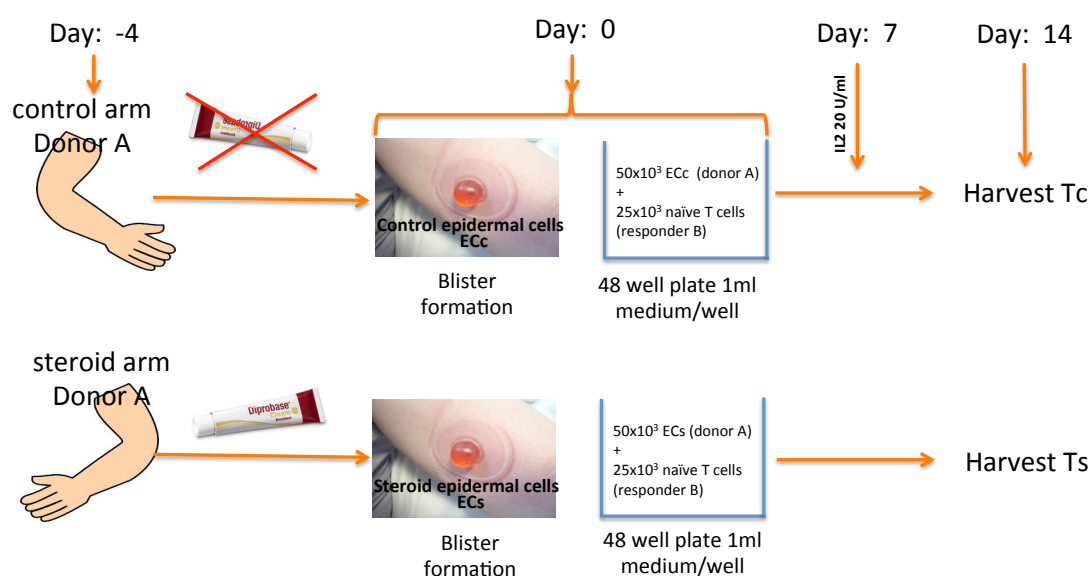 Day: -4
Day: 0
Day: 7
Day: 14
control arm
Donor A
IL2 20 U/ml
50x10³ ECc (donor A)
+
25x10³ naïve T cells
(responder B)
Control epidermal cells
ECc
Harvest Tc
Blister
formation
48 well plate 1ml
medium/well
steroid arm
Donor A
Diprobase
Cream
50x10³ ECs (donor A)
+
25x10³ naïve T cells
(responder B)
Steroid epidermal cells
ECs
Harvest Ts
Blister
formation
48 well plate 1ml
medium/well